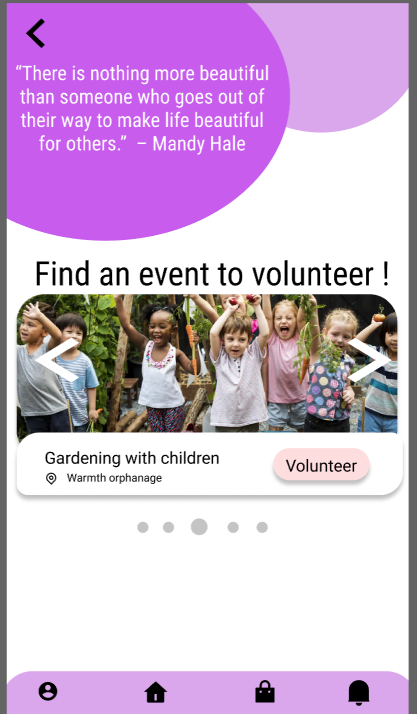 “There is nothing more beautiful
than someone who goes out of
their way to make life beautiful
for others.”  – Mandy Hale
Find an event to volunteer !
Gardening with children
Volunteer
Warmth orphanage